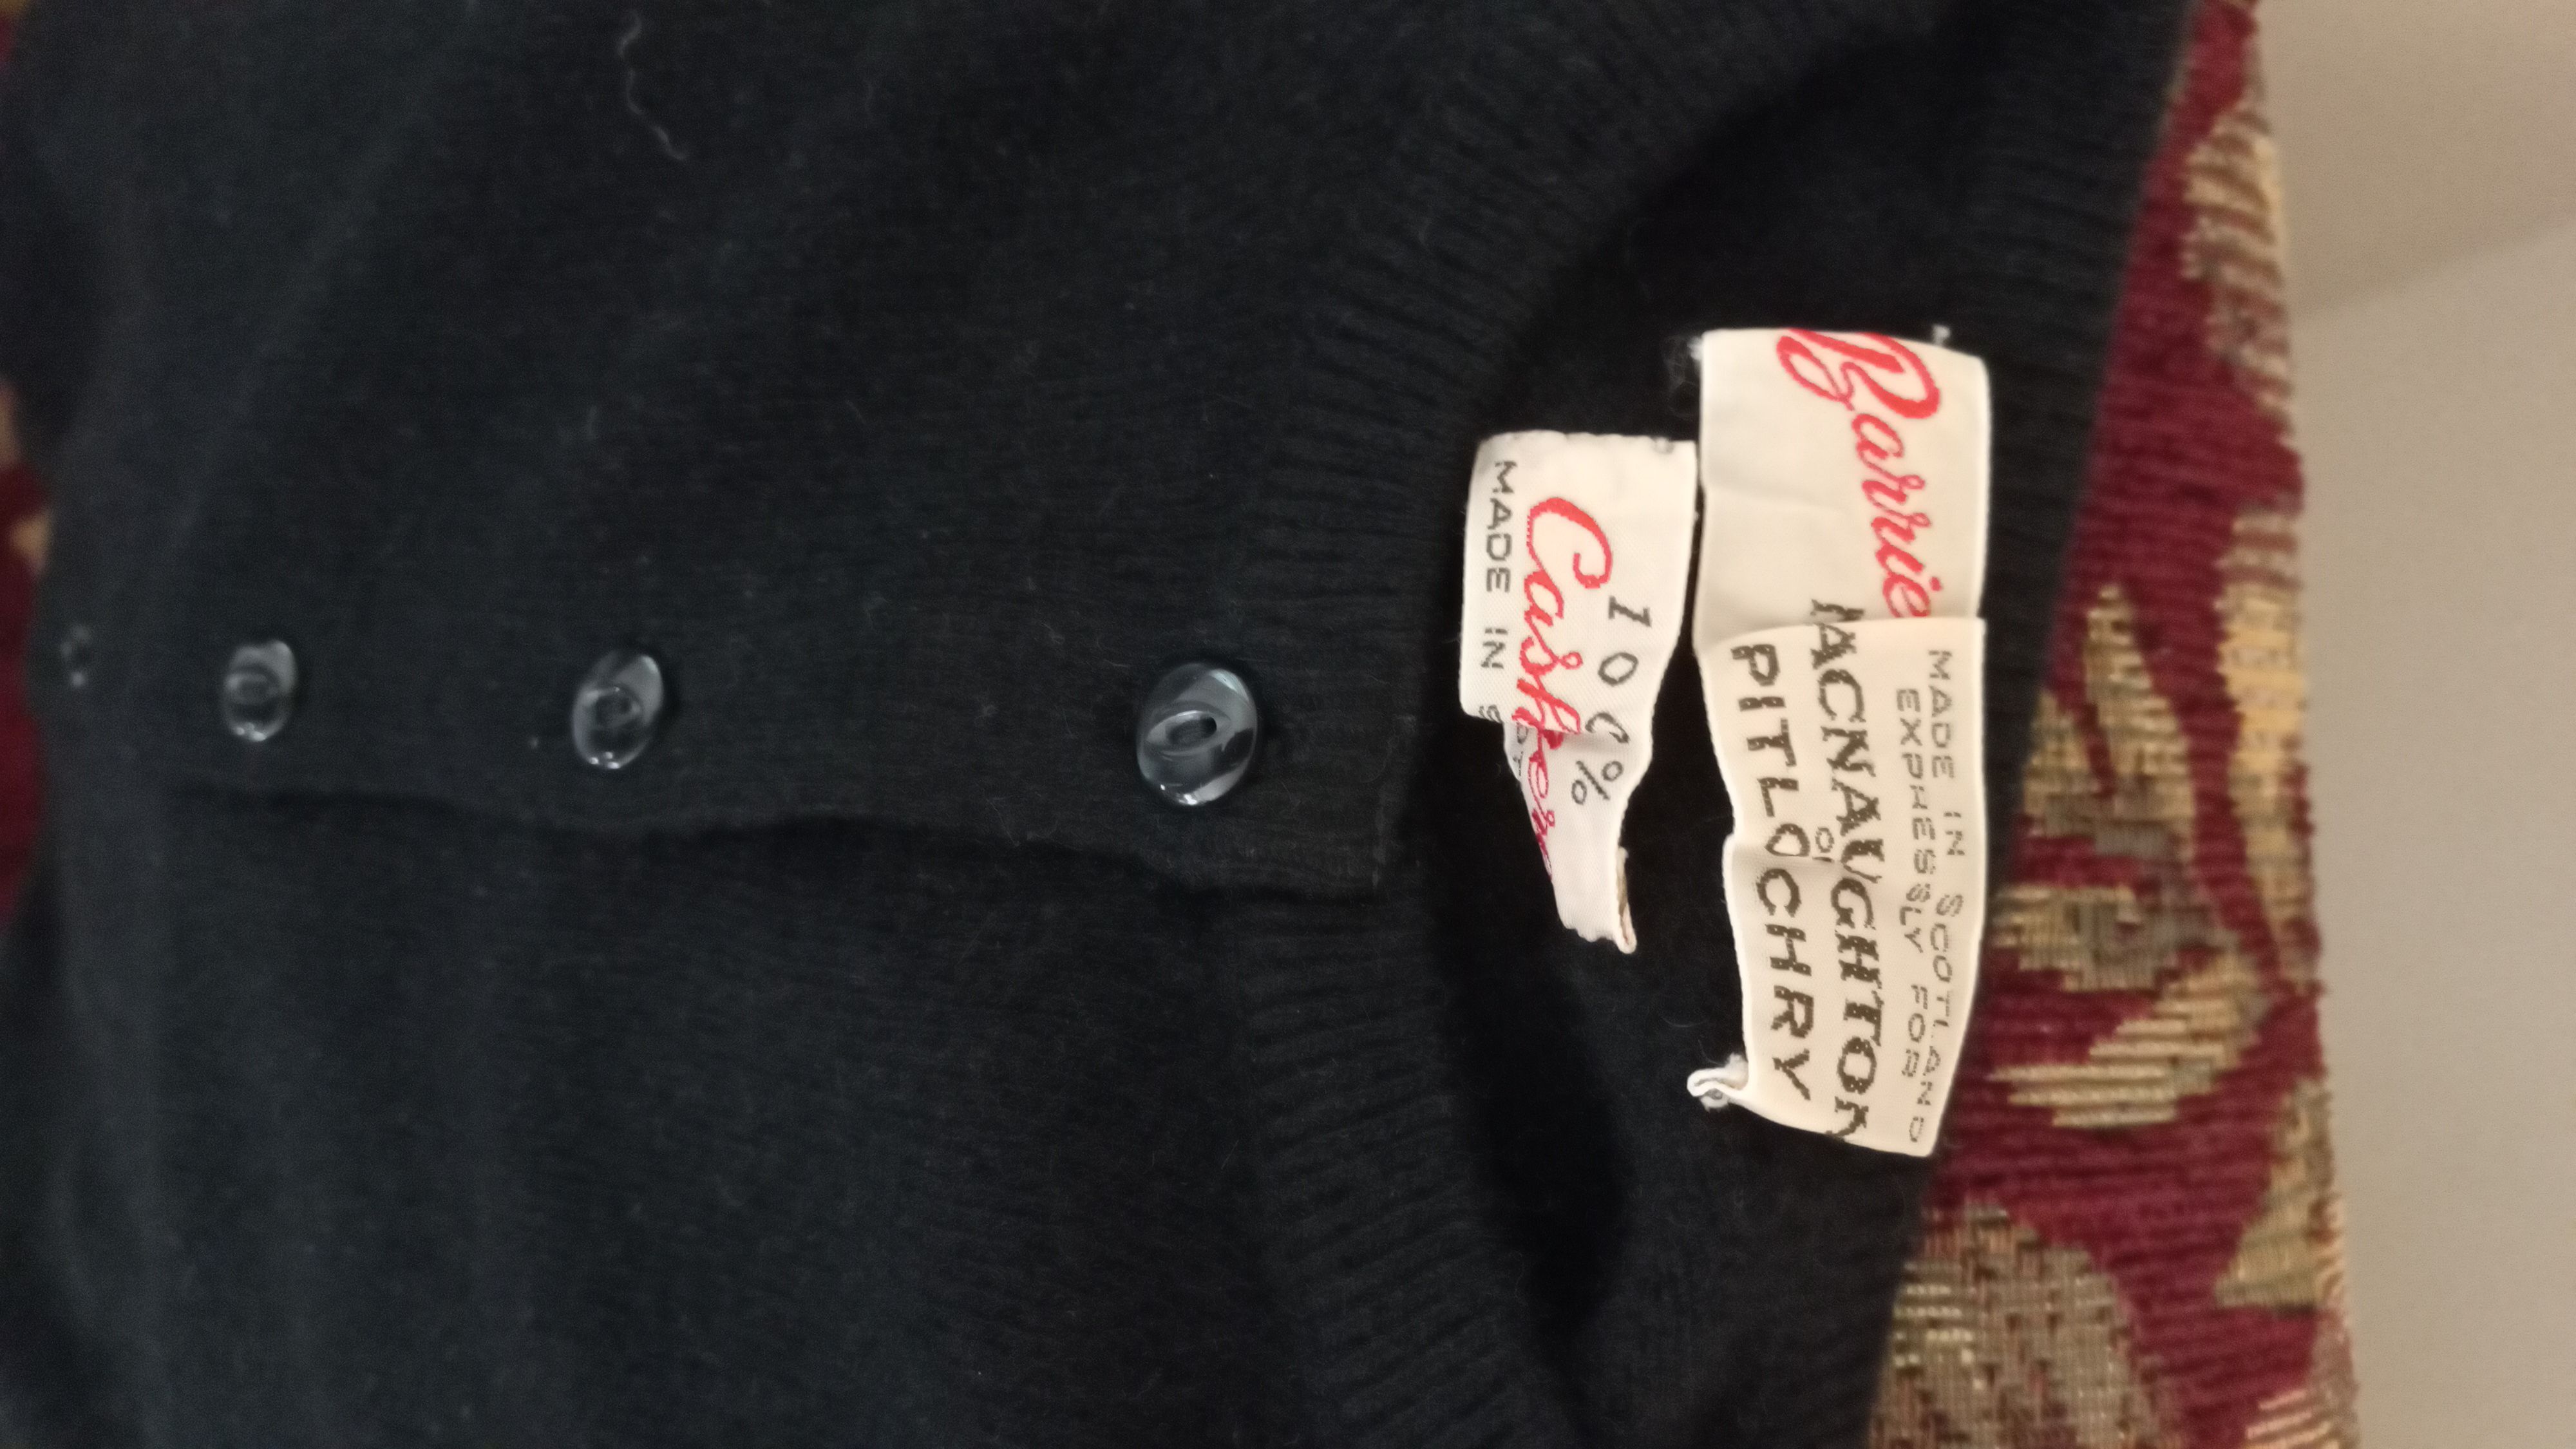 Barrie
MADE IN SCOTLAND
EXPRESSLY FOR
MACNAUGHTON
OF
PITLOCHRY
100%
Cashmere
MADE IN